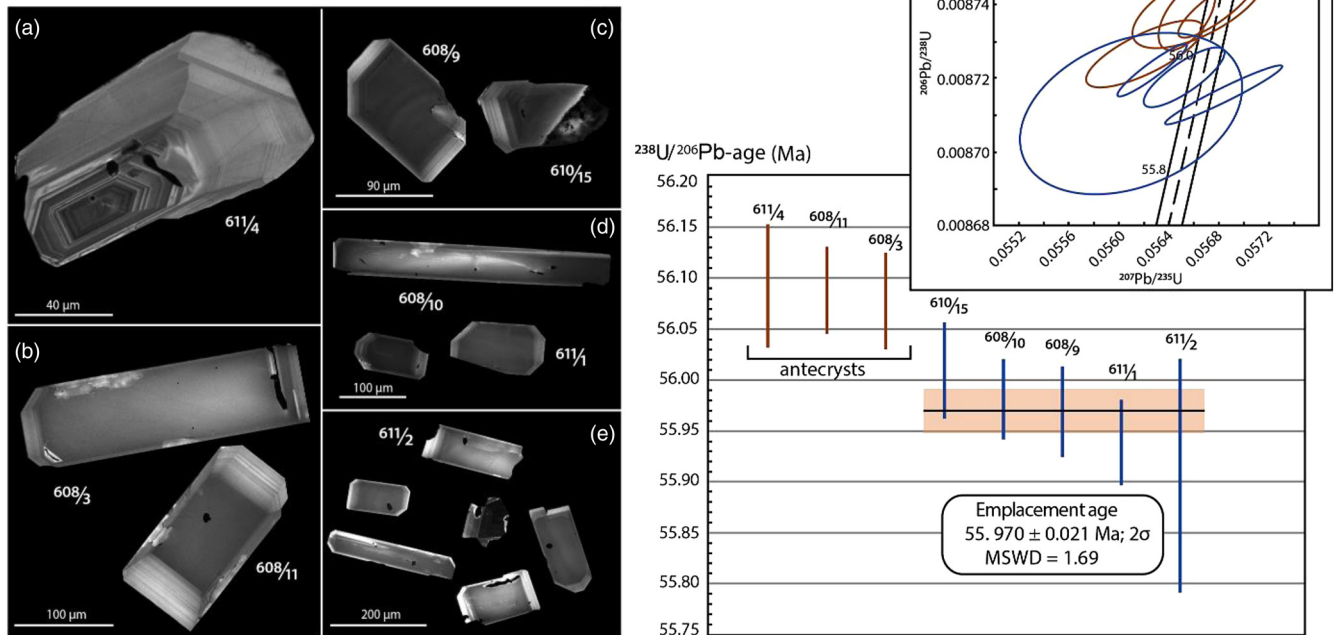 (a)
611/4
40 µm
(b)
608/3
608/11
100 µm
(c)
608/9
610/15
90 µm
(d)
608/10
611/1
100 µm
(e)
611/2
200 µm
238U/206Pb-age (Ma)
56.20
56.15
56.10
56.05
56.00
55.95
55.90
55.85
55.80
55.75
611/4
608/11
608/3
antecrysts
610/15
608/10
608/9
611/1
611/2
Emplacement age
55. 970 ± 0.021 Ma; 2σ
MSWD = 1.69
206Pb/238U
0.00874
0.00872
0.00870
0.00868
56.0
55.8
0.0552
0.0556
0.0560
0.0564
0.0568
0.0572
207Pb/235U